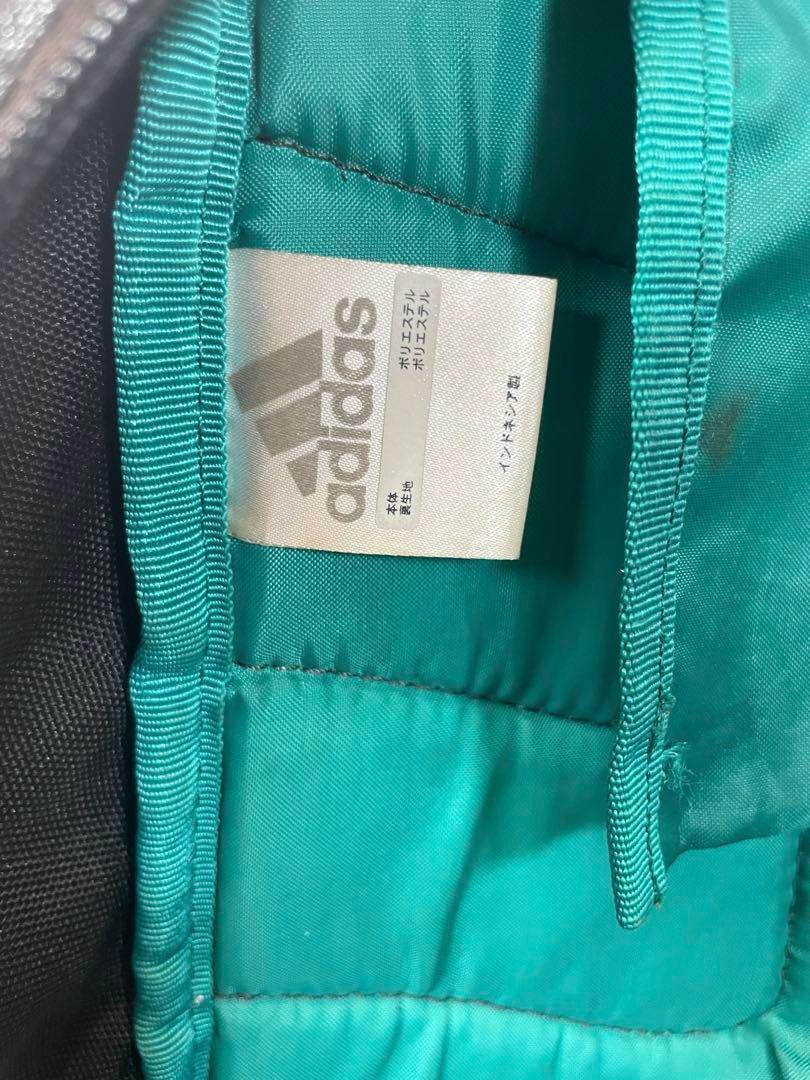 adidas
本体 ポリエステル
裏生地 ポリエステル
インドネシア製